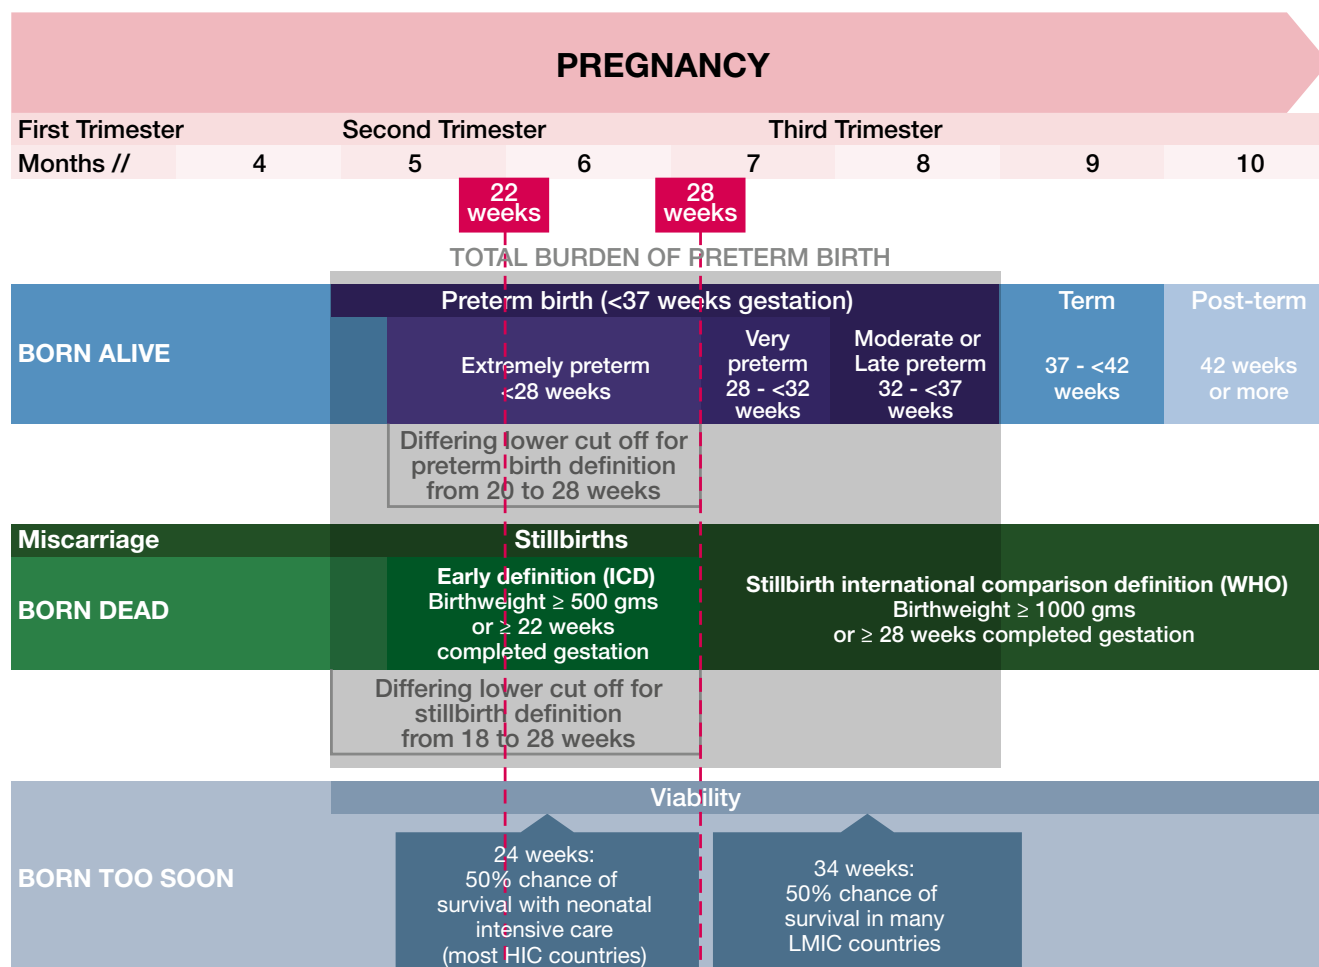 PREGNANCY
First Trimester Second Trimester Third Trimester
Months // 4 5 6 7 8 9 10
22
weeks
28
weeks
TOTAL BURDEN OF PRETERM BIRTH
BORN ALIVE
Preterm birth (<37 weeks gestation)
Extremely preterm
<28 weeks
Very
preterm
28 - <32
weeks
Moderate or
Late preterm
32 - <37
weeks
Term
37 - <42
weeks
Post-term
42 weeks
or more
Differing lower cut off for
preterm birth definition
from 20 to 28 weeks
Miscarriage
Stillbirths
BORN DEAD
Early definition (ICD)
Birthweight ≥ 500 gms
or ≥ 22 weeks
completed gestation
Stillbirth international comparison definition (WHO)
Birthweight ≥ 1000 gms
or ≥ 28 weeks completed gestation
Differing lower cut off for
stillbirth definition
from 18 to 28 weeks
Viability
BORN TOO SOON
24 weeks:
50% chance of
survival with neonatal
intensive care
(most HIC countries)
34 weeks:
50% chance of
survival in many
LMIC countries